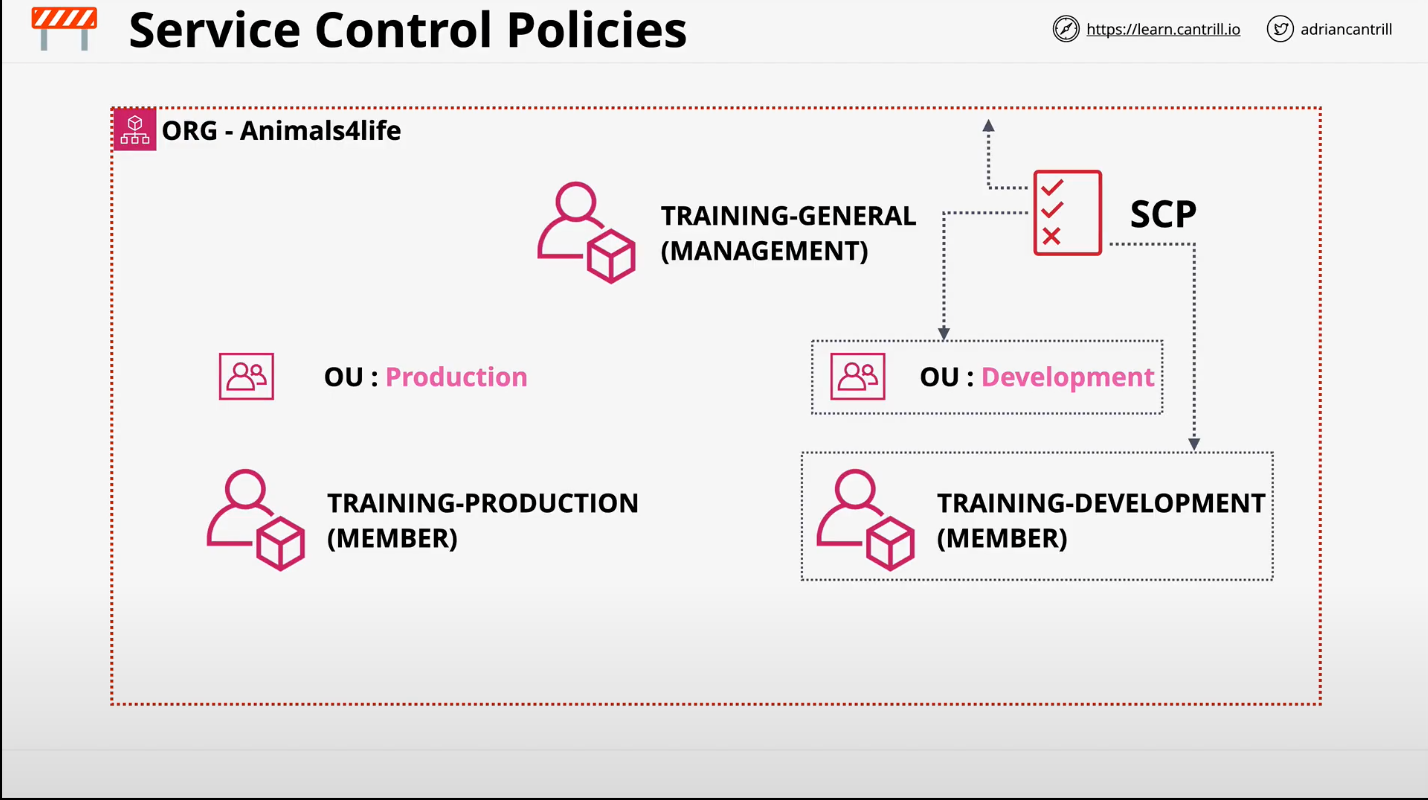 Service Control Policies
https://learn.cantrill.io
adriancantrill
ORG - Animals4life
TRAINING-GENERAL
(MANAGEMENT)
SCP
OU : Production
OU : Development
TRAINING-PRODUCTION
(MEMBER)
TRAINING-DEVELOPMENT
(MEMBER)